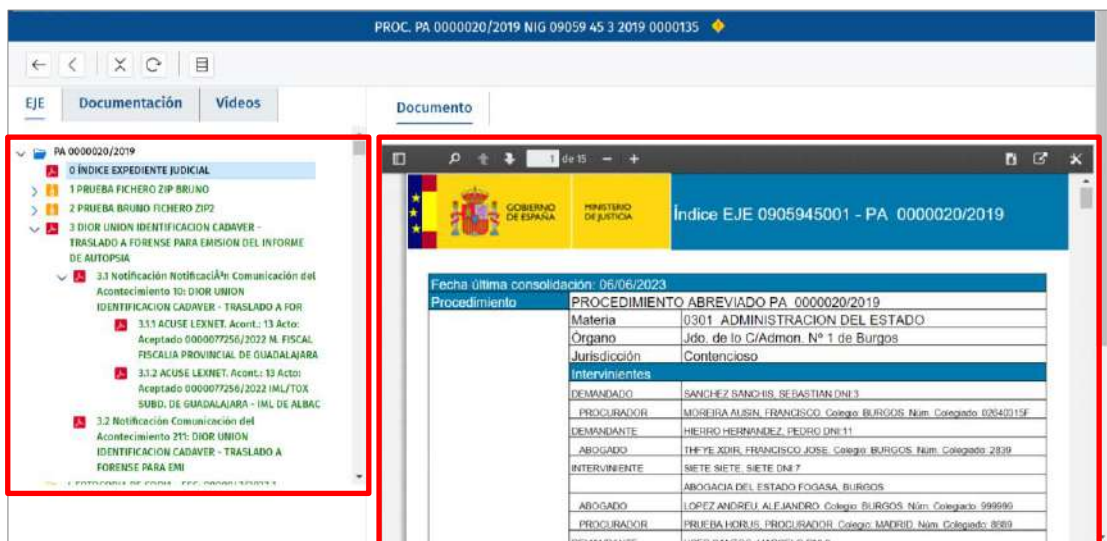 PROC. PA 0000020/2019 NIG 09059 45 3 2019 0000135
EJE
Documentación
Vídeos
PA 0000020/2019
0 ÍNDICE EXPEDIENTE JUDICIAL
1 PRUEBA FICHERO ZIP BRUNO
2 PRUEBA BRUNO FICHERO ZIP2
3 DIOR UNION IDENTIFICACION CADAVER -
TRASLADO A FORENSE PARA EMISION DEL INFORME
DE AUTOPSIA
3.1 Notificación NotificaciÃ³n Comunicación del
Acontecimiento 10: DIOR UNION
IDENTIFICACION CADAVER - TRASLADO A FOR
3.1.1 ACUSE LEXNET. Acont.: 13 Acto:
Aceptado 0000077256/2022 M. FISCAL
FISCALIA PROVINCIAL DE GUADALAJARA
3.1.2 ACUSE LEXNET. Acont.: 13 Acto:
Aceptado 0000077256/2022 IML/TOX
SUBD. DE GUADALAJARA - IML DE ALBAC
3.2 Notificación Comunicación del
Acontecimiento 211: DIOR UNION
IDENTIFICACION CADAVER - TRASLADO A
FORENSE PARA EMI
Documento
1 de 15
GOBIERNO
DE ESPAÑA
MINISTERIO
DE JUSTICIA
Índice EJE 0905945001 - PA 0000020/2019
Fecha última consolidación: 06/06/2023
Procedimiento PROCEDIMIENTO ABREVIADO PA 0000020/2019
Materia 0301 ADMINISTRACION DEL ESTADO
Órgano Jdo. de lo C/Admon. Nº 1 de Burgos
Jurisdicción Contencioso
Intervinientes
DEMANDADO SANCHEZ SANCHIS, SEBASTIAN DNI:3
PROCURADOR MOREIRA AUSIN, FRANCISCO. Colegio: BURGOS. Núm. Colegiado: 02640315F
DEMANDANTE HIERRO HERNANDEZ, PEDRO DNI:11
ABOGADO THFYE XDIR, FRANCISCO JOSE. Colegio: BURGOS. Núm. Colegiado: 2839
INTERVINIENTE SIETE SIETE, SIETE DNI:7
ABOGACIA DEL ESTADO FOGASA, BURGOS
ABOGADO LOPEZ ANDREU, ALEJANDRO. Colegio: BURGOS. Núm. Colegiado: 999999
PROCURADOR PRUEBA HORUS, PROCURADOR. Colegio: MADRID. Núm. Colegiado: 8889